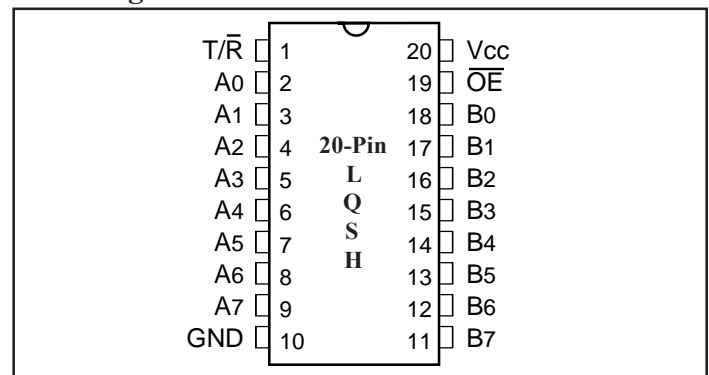 T/R̅ 1 20 Vcc
A0 2 19 O̅E̅
A1 3 18 B0
A2 4 20-Pin 17 B1
A3 5 L 16 B2
A4 6 Q 15 B3
A5 7 S 14 B4
A6 8 H 13 B5
A7 9 12 B6
GND 10 11 B7